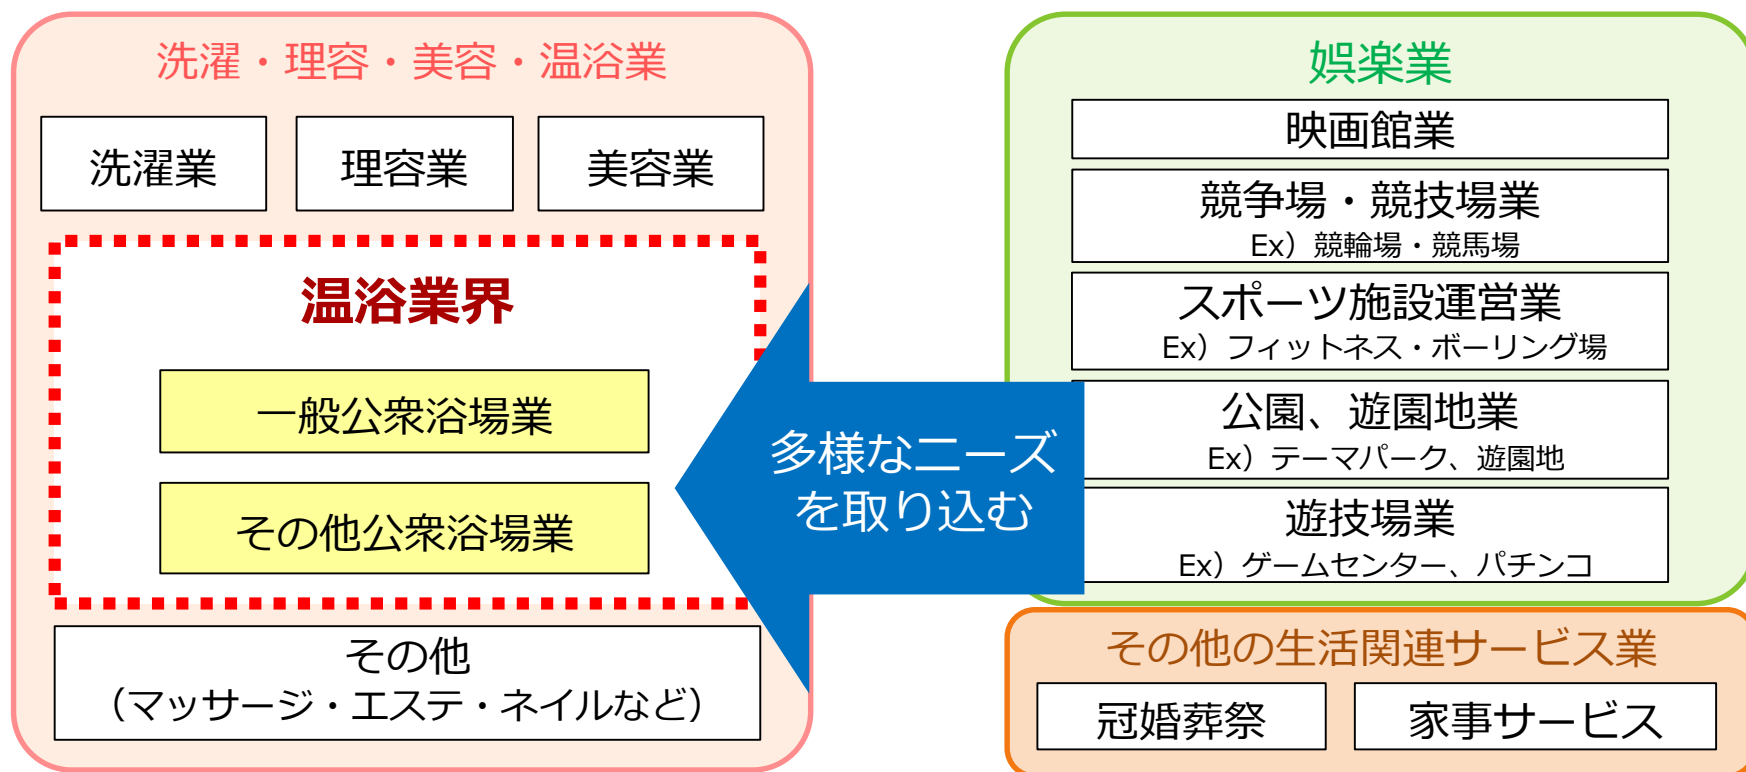 洗濯・理容・美容・温浴業
洗濯業
理容業
美容業
温浴業界
一般公衆浴場業
その他公衆浴場業
その他
（マッサージ・エステ・ネイルなど）
多様なニーズ
を取り込む
娯楽業
映画館業
競争場・競技場業
Ex）競輪場・競馬場
スポーツ施設運営業
Ex）フィットネス・ボーリング場
公園、遊園地業
Ex）テーマパーク、遊園地
遊技場業
Ex）ゲームセンター、パチンコ
その他の生活関連サービス業
冠婚葬祭
家事サービス